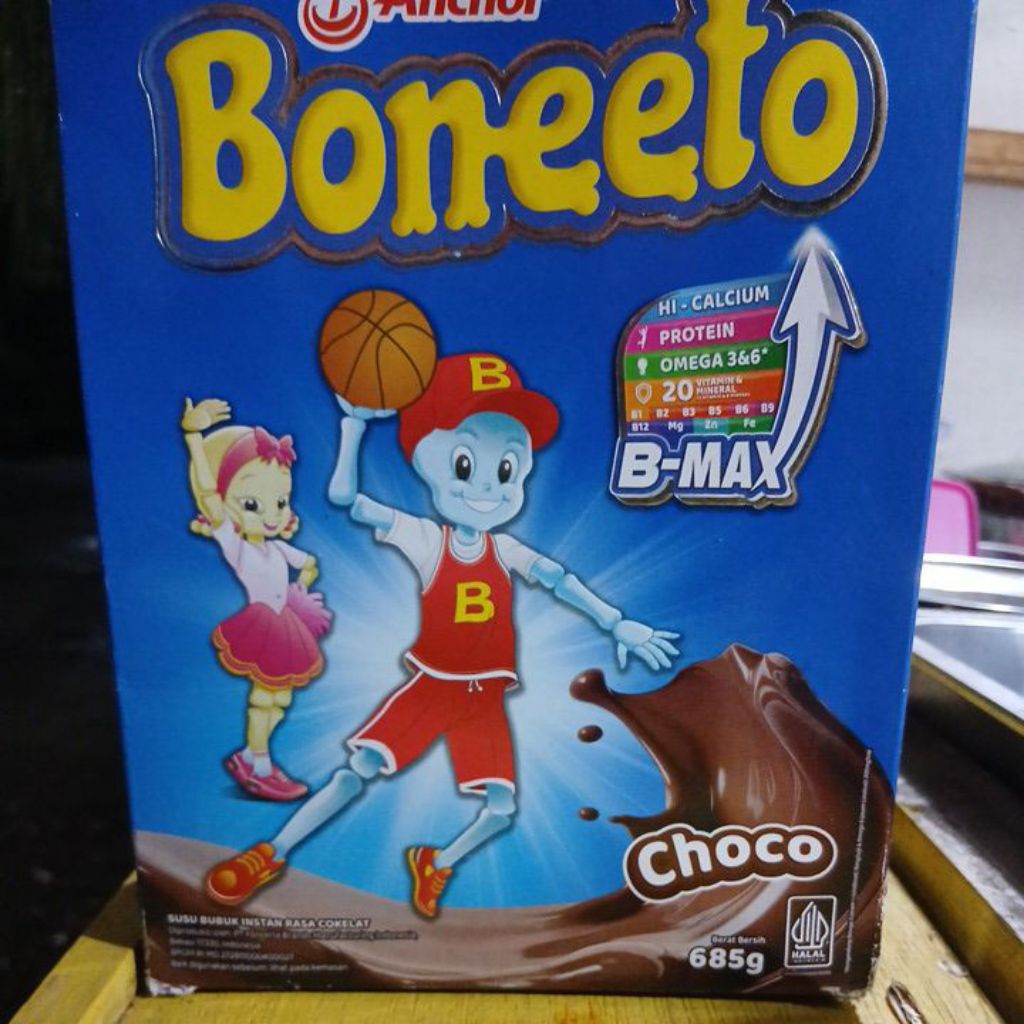 Anchor
Boneeto
HI - CALCIUM
PROTEIN
OMEGA 3&6*
20 VITAMIN & MINERAL
B1 B2 B3 B5 B6 B9
B12 Mg Zn Fe
B-MAX
B
B
Choco
SUSU BUBUK INSTAN RASA COKELAT
Berat Bersih
685g
HALAL
INDONESIA